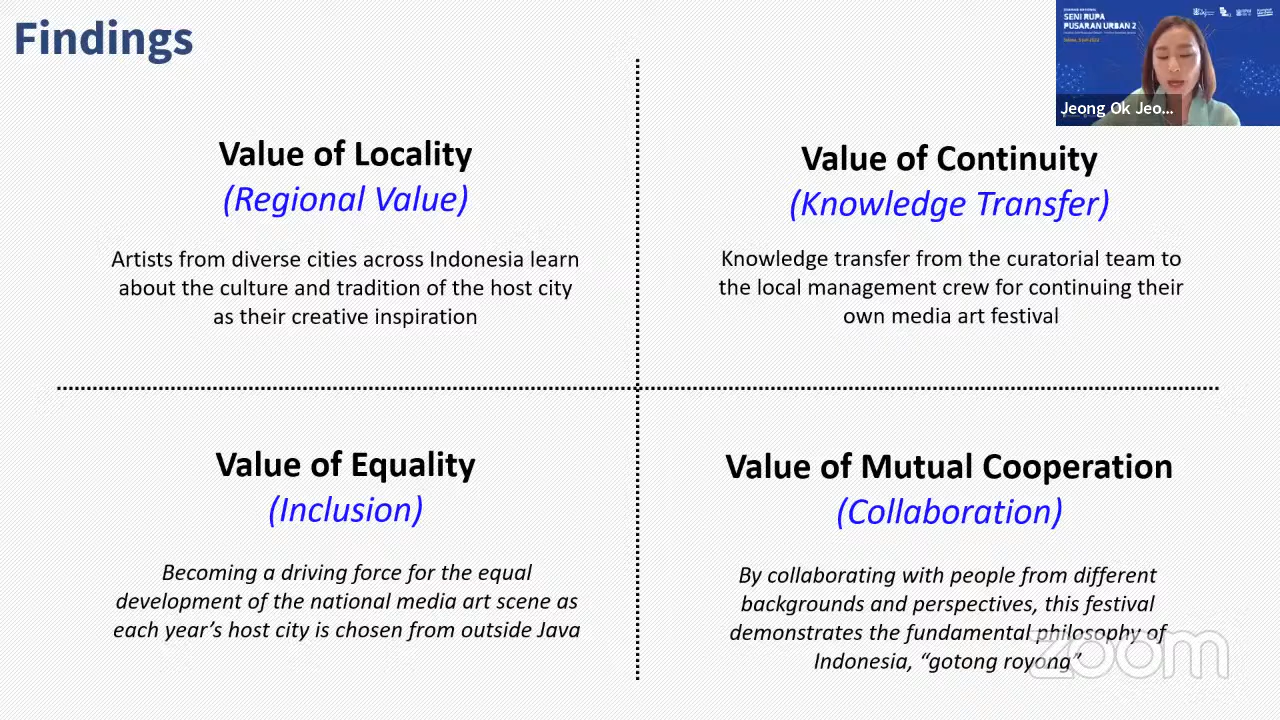 Findings
SENI RUPA
PUSARAN URBAN 2
Jeong Ok Jeo...
Value of Locality
(Regional Value)
Artists from diverse cities across Indonesia learn
about the culture and tradition of the host city
as their creative inspiration
Value of Continuity
(Knowledge Transfer)
Knowledge transfer from the curatorial team to
the local management crew for continuing their
own media art festival
Value of Equality
(Inclusion)
Becoming a driving force for the equal
development of the national media art scene as
each year’s host city is chosen from outside Java
Value of Mutual Cooperation
(Collaboration)
By collaborating with people from different
backgrounds and perspectives, this festival
demonstrates the fundamental philosophy of
Indonesia, “gotong royong”
zoom